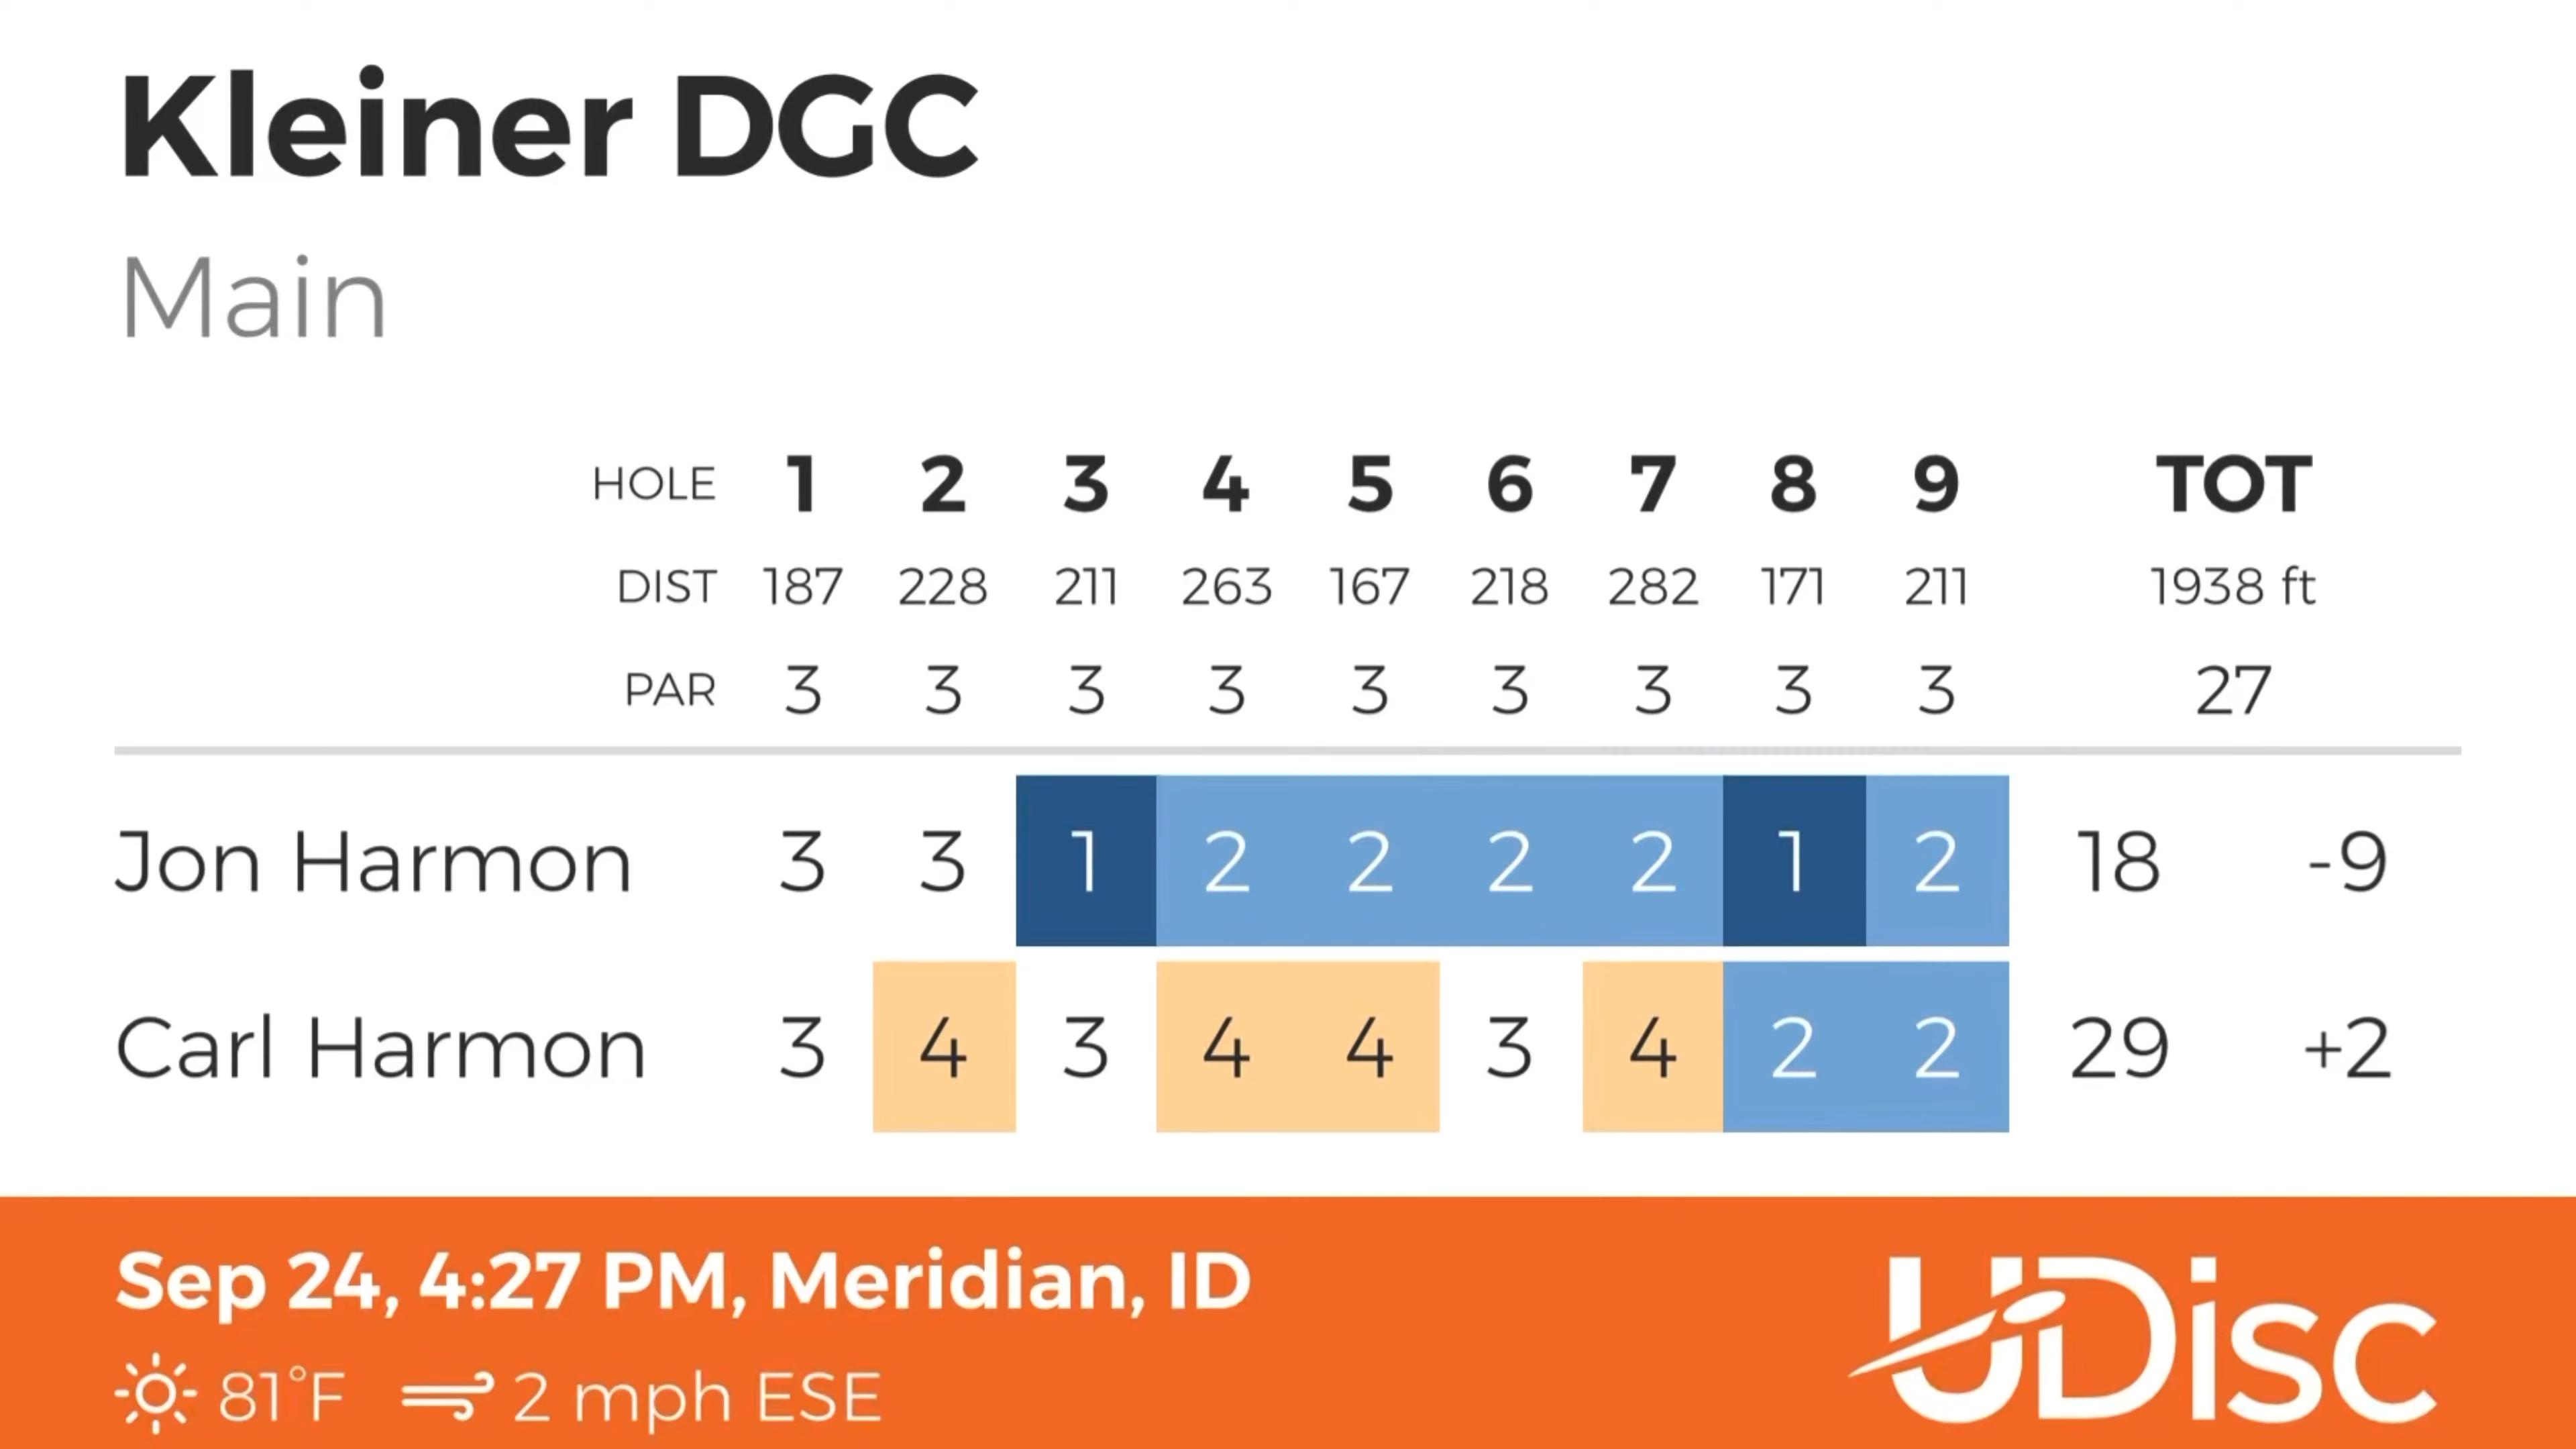 Kleiner DGC
Main
HOLE 1 2 3 4 5 6 7 8 9 TOT
DIST 187 228 211 263 167 218 282 171 211 1938 ft
PAR 3 3 3 3 3 3 3 3 3 27
Jon Harmon 3 3 1 2 2 2 2 1 2 18 -9
Carl Harmon 3 4 3 4 4 3 4 2 2 29 +2
Sep 24, 4:27 PM, Meridian, ID
81°F 2 mph ESE
UDisc